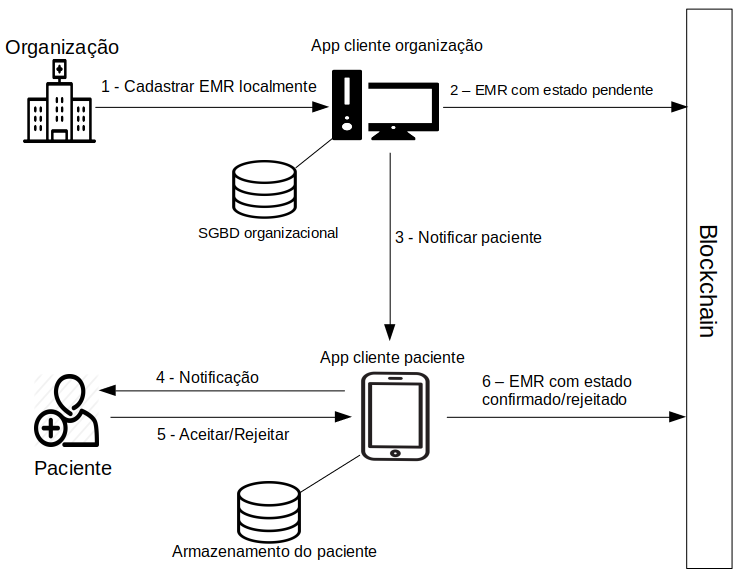 Organização
App cliente organização
1 - Cadastrar EMR localmente
2 – EMR com estado pendente
SGBD organizacional
3 - Notificar paciente
Blockchain
App cliente paciente
4 - Notificação
6 – EMR com estado
confirmado/rejeitado
5 - Aceitar/Rejeitar
Paciente
Armazenamento do paciente